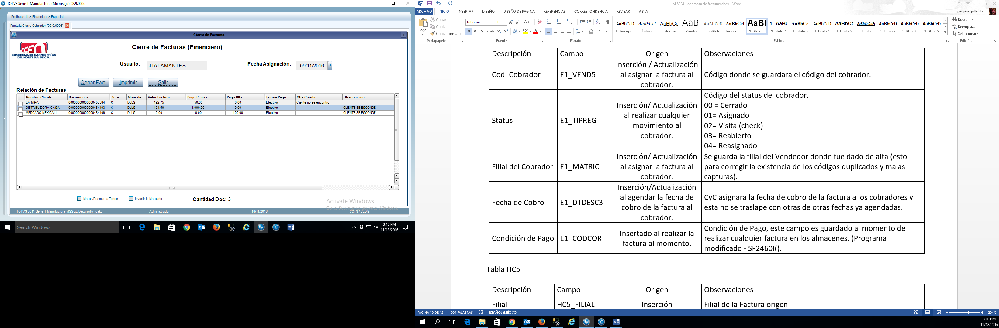 TOTVS Serie T Manufactura (Microsiga) 02.9.0006
Protheus 11 > Financiero > Especial
Pantalla Cierre Cobrador [02.9.0006]
Cierre de Facturas
CCFN
COMERCIAL DE CARNES FRÍAS
DEL NORTE S.A. DE C.V.
Cierre de Facturas (Financiero)
Usuario: JTALAMANTES Fecha Asignación: 09/11/2016 ?
Cerrar Fact. Imprimir Salir
Relación de Facturas
Nombre Cliente Documento Serie Moneda Valor Factura Pago Pesos Pago Dlls Forma Pago Obs Combo Observacion
LA MIRA 00000000000000453584 C DLLS 192.75 50.00 0.00 Efectivo Cliente no se encontro
DISTRIBUIDORA GASA 00000000000000454403 C DLLS 104.50 1,000.00 0.00 Efectivo CLIENTE SE ESCONDE
MERCADO MEXICALI 00000000000000454409 C DLLS 2.00 0.00 100.00 Efectivo CLIENTE SE ESCONDE
Marca/Desmarca Todos Invertir lo Marcado Cantidad Doc: 3
Activate Windows
Go to Settings to activate Windows.
TOTVS 2011 Serie T Manufactura MSSQL Desarrollo_joako Administrador 18/11/2016 CCFN / CEDIS
Search Windows
3:10 PM
11/18/2016
MIS024 - cobranza de facturas.docx - Word
ARCHIVO INICIO INSERTAR DISEÑO DISEÑO DE PÁGINA REFERENCIAS CORRESPONDENCIA REVISAR VISTA joaquin gallardo
Pegar
Cortar
Copiar
Copiar formato
Portapapeles
Tahoma 11
N K S abc x₂ x²
Fuente
Párrafo
AaBbCcD AaBbCcL AaBbCc AaBl AaBbCcD AaBbCcI AaBl 1. AaBb AaBbCcI AaBbCcD AaBbCc AaBbCcDdEe AaBbCcD AaBbCcD AaBbCcD
¶ Descripc... Énfasis ¶ Normal Puesto Subtítulo Texto en n... ¶ Título 1 ¶ Título 2 ¶ Título 3 ¶ Título 4 ¶ Título 5 ¶ Título 6 ¶ Título 7 ¶ Título 8 ¶ Título 9
Estilos
Buscar
Reemplazar
Seleccionar
Edición
Descripción Campo Origen Observaciones
Cod. Cobrador E1_VEND5
Inserción / Actualización
al asignar la factura al
cobrador.
Código donde se guardara el código del cobrador.
Status E1_TIPREG
Inserción/ Actualización
al realizar cualquier
movimiento al
cobrador.
Código del status del cobrador.
00 = Cerrado
01= Asignado
02= Visita (check)
03= Reabierto
04= Reasignado
Filial del Cobrador E1_MATRIC
Inserción/ Actualización
al asignar la factura al
cobrador.
Se guarda la filial del Vendedor donde fue dado de alta (esto
para corregir la existencia de los códigos duplicados y malas
capturas).
Fecha de Cobro E1_DTDESC3
Inserción/Actualización
al agendar la fecha de
cobro de la factura al
cobrador.
CyC asignara la fecha de cobro de la factura a los cobradores y
esta no se traslape con otras de otras fechas ya agendadas.
Condición de Pago E1_CODCOR
Insertado al realizar la
factura al momento.
Condición de Pago, este campo es guardado al momento de
realizar cualquier factura en los almacenes. (Programa
modificado - SF2460I().
Tabla HC5
Descripción Campo Origen Observaciones
Filial HC5_FILIAL Inserción Filial de la Factura origen
PÁGINA 10 DE 12 1994 PALABRAS ESPAÑOL (MÉXICO) 204%
3:10 PM
11/18/2016